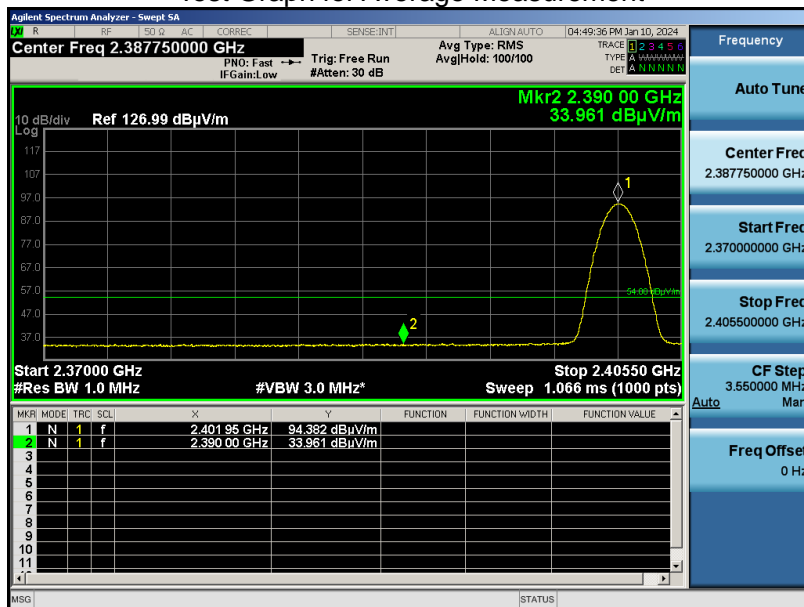 Test Graph for Average Measurement
Agilent Spectrum Analyzer - Swept SA
LXI R RF 50 Ω AC CORREC SENSE:INT ALIGN AUTO 04:49:36 PM Jan 10, 2024
Center Freq 2.387750000 GHz
PNO: Fast
IFGain:Low
Trig: Free Run
#Atten: 30 dB
Avg Type: RMS
Avg|Hold: 100/100
TRACE 1 2 3 4 5 6
TYPE A WWWWW
DET A N N N N N
Mkr2 2.390 00 GHz
33.961 dBµV/m
10 dB/div Ref 126.99 dBµV/m
Log
117
107
97.0
87.0
77.0
67.0
57.0
47.0
37.0
1
54.00 dBµV/m
2
Start 2.37000 GHz Stop 2.40550 GHz
#Res BW 1.0 MHz #VBW 3.0 MHz* Sweep 1.066 ms (1000 pts)
MKR MODE TRC SCL X Y FUNCTION FUNCTION WIDTH FUNCTION VALUE
1 N 1 f 2.401 95 GHz 94.382 dBµV/m
2 N 1 f 2.390 00 GHz 33.961 dBµV/m
3
4
5
6
7
8
9
10
11
MSG STATUS
Frequency
Auto Tune
Center Freq
2.387750000 GHz
Start Freq
2.370000000 GHz
Stop Freq
2.405500000 GHz
CF Step
3.550000 MHz
Auto Man
Freq Offset
0 Hz